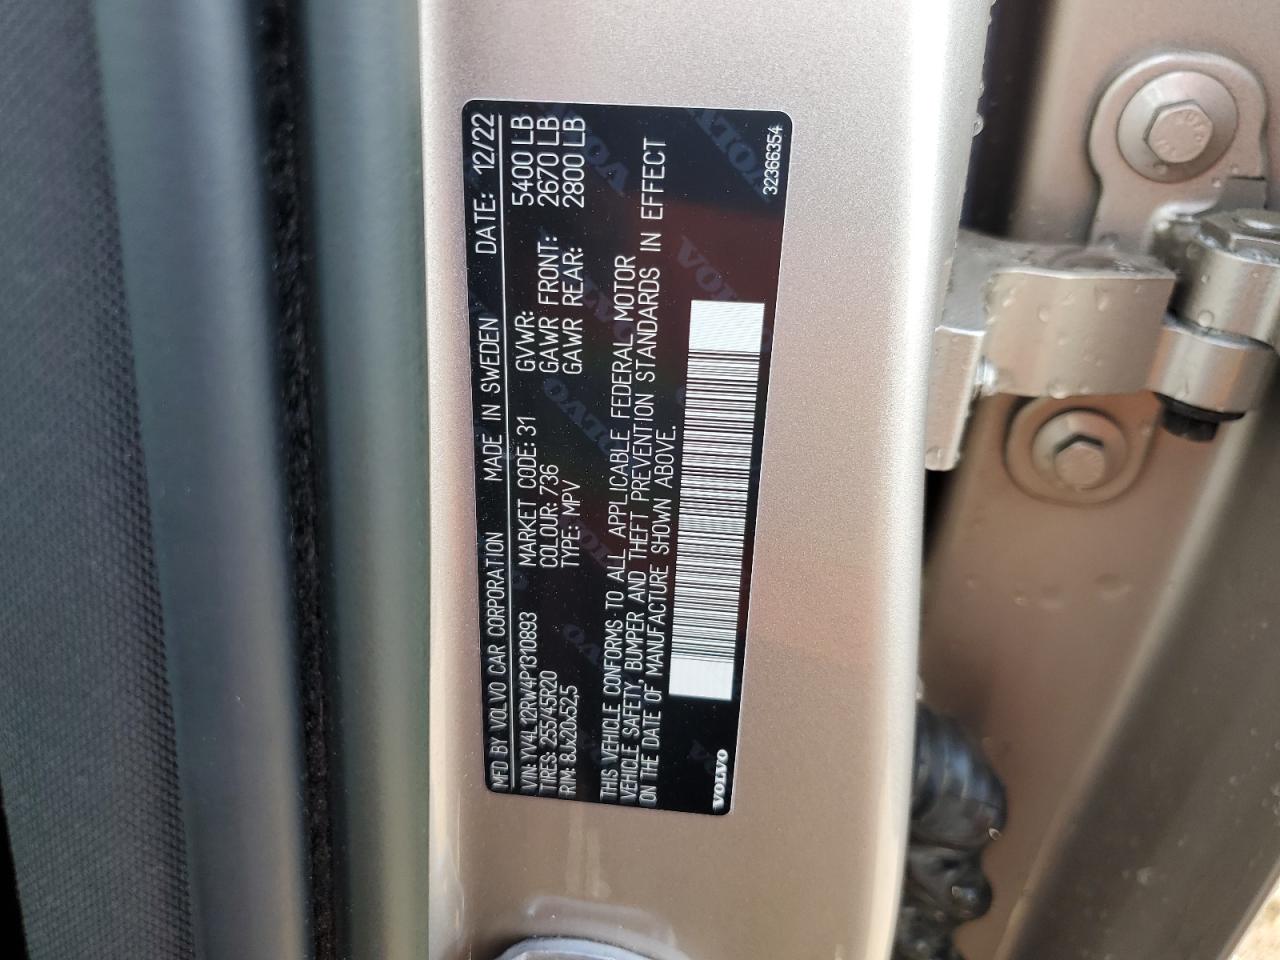 MFD BY VOLVO CAR CORPORATION MADE IN SWEDEN DATE: 12/22
VIN: YV4L12RW4P1310893 MARKET CODE: 31 GVWR: 5400 LB
TIRES: 255/45R20 COLOUR: 736 GAWR FRONT: 2670 LB
RIM: 8Jx20x52,5 TYPE: MPV GAWR REAR: 2800 LB
THIS VEHICLE CONFORMS TO ALL APPLICABLE FEDERAL MOTOR
VEHICLE SAFETY, BUMPER AND THEFT PREVENTION STANDARDS IN EFFECT
ON THE DATE OF MANUFACTURE SHOWN ABOVE.
VOLVO 32366354